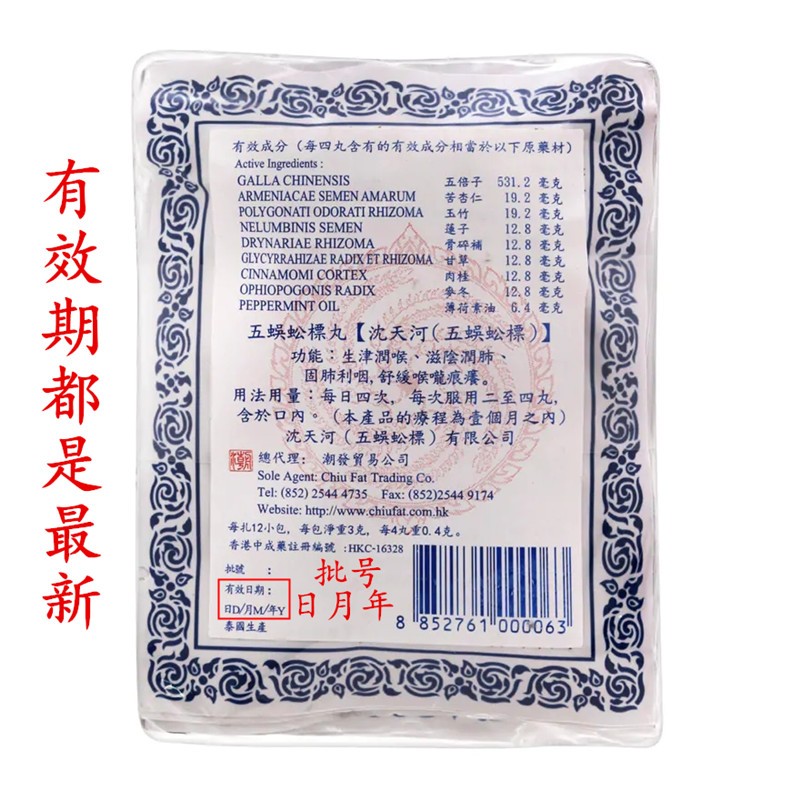 有效期都是最新
有效成分（每四丸含有的有效成分相當於以下原藥材）
Active Ingredients :
GALLA CHINENSIS 五倍子 531.2 毫克
ARMENIACAE SEMEN AMARUM 苦杏仁 19.2 毫克
POLYGONATI ODORATI RHIZOMA 玉竹 19.2 毫克
NELUMBINIS SEMEN 蓮子 12.8 毫克
DRYNARIAE RHIZOMA 骨碎補 12.8 毫克
GLYCYRRAHIZAE RADIX ET RHIZOMA 甘草 12.8 毫克
CINNAMOMI CORTEX 肉桂 12.8 毫克
OPHIOPOGONIS RADIX 麥冬 12.8 毫克
PEPPERMINT OIL 薄荷素油 6.4 毫克
五蜈蚣標丸【沈天河（五蜈蚣標）】
功能：生津潤喉、滋陰潤肺、
固肺利咽，舒緩喉嚨痕癢。
用法用量：每日四次，每次服用二至四丸，
含於口內。（本產品的療程為壹個月之內）
沈天河（五蜈蚣標）有限公司
總代理： 潮發貿易公司
Sole Agent: Chiu Fat Trading Co.
Tel: (852) 2544 4735 Fax: (852)2544 9174
Website: http://www.chiufat.com.hk
每扎12小包，每包淨重3克，每4丸重0.4克。
香港中成藥註冊編號 :HKC-16328
批號 :
有效日期：
日D/月M/年Y
泰國生產
批号
日月年
8 852761 000063